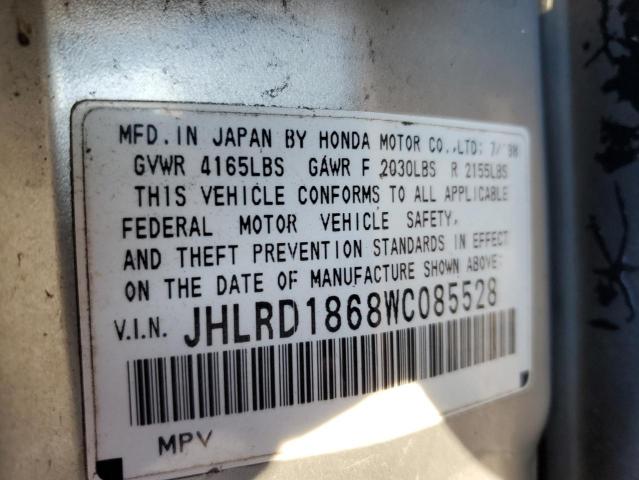 MFD.IN JAPAN BY HONDA MOTOR CO.,LTD: 7/'98
GVWR 4165LBS GAWR F 2030LBS R 2155LBS
THIS VEHICLE CONFORMS TO ALL APPLICABLE
FEDERAL MOTOR VEHICLE SAFETY,
AND THEFT PREVENTION STANDARDS IN EFFECT
ON THE DATE OF MANUFACTURE SHOWN ABOVE:
V.I.N. JHLRD1868WC085528
MPV